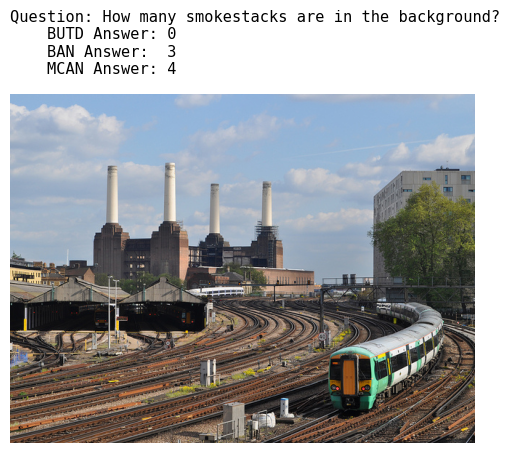 Question: How many smokestacks are in the background?
BUTD Answer: 0
BAN Answer:  3
MCAN Answer: 4